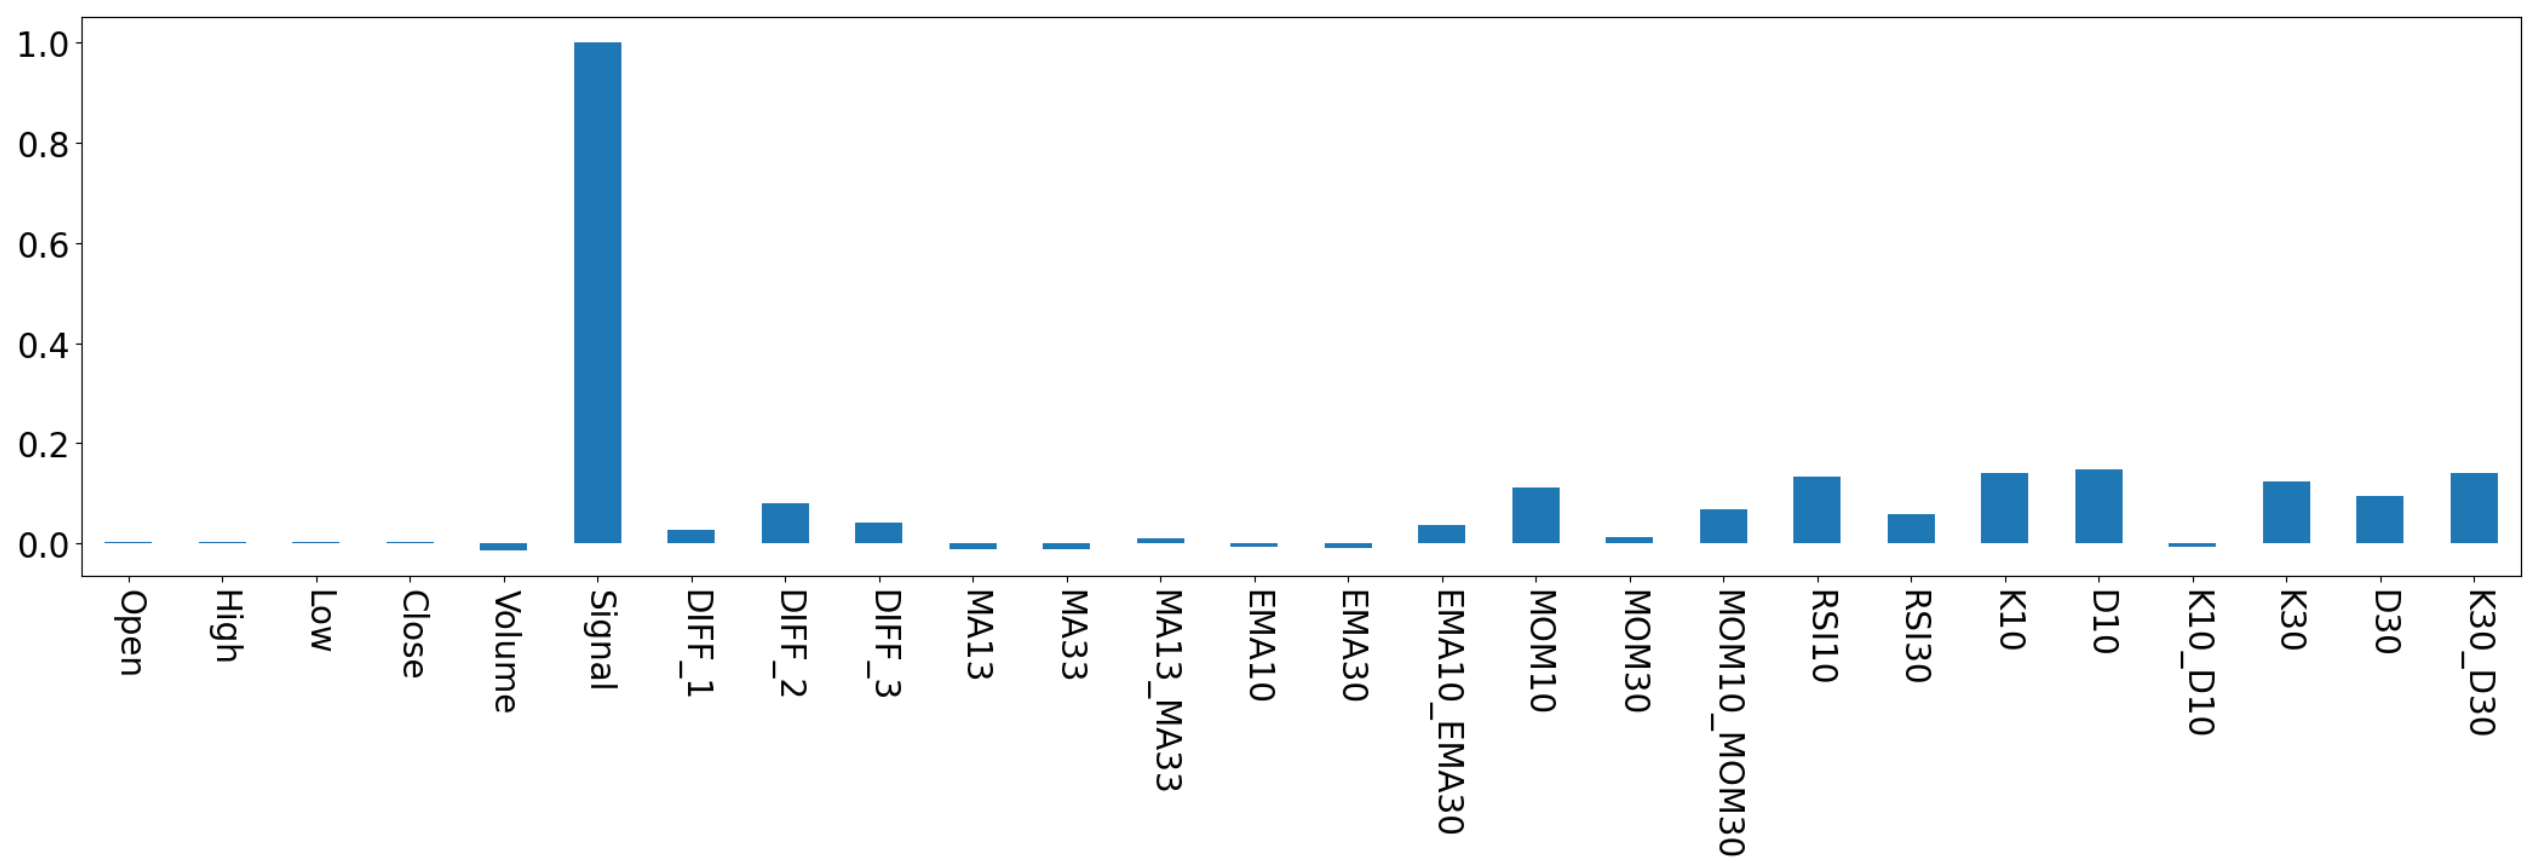 1.0
0.8
0.6
0.4
0.2
0.0
Open
High
Low
Close
Volume
Signal
DIFF_1
DIFF_2
DIFF_3
MA13
MA33
MA13_MA33
EMA10
EMA30
EMA10_EMA30
MOM10
MOM30
MOM10_MOM30
RSI10
RSI30
K10
D10
K10_D10
K30
D30
K30_D30